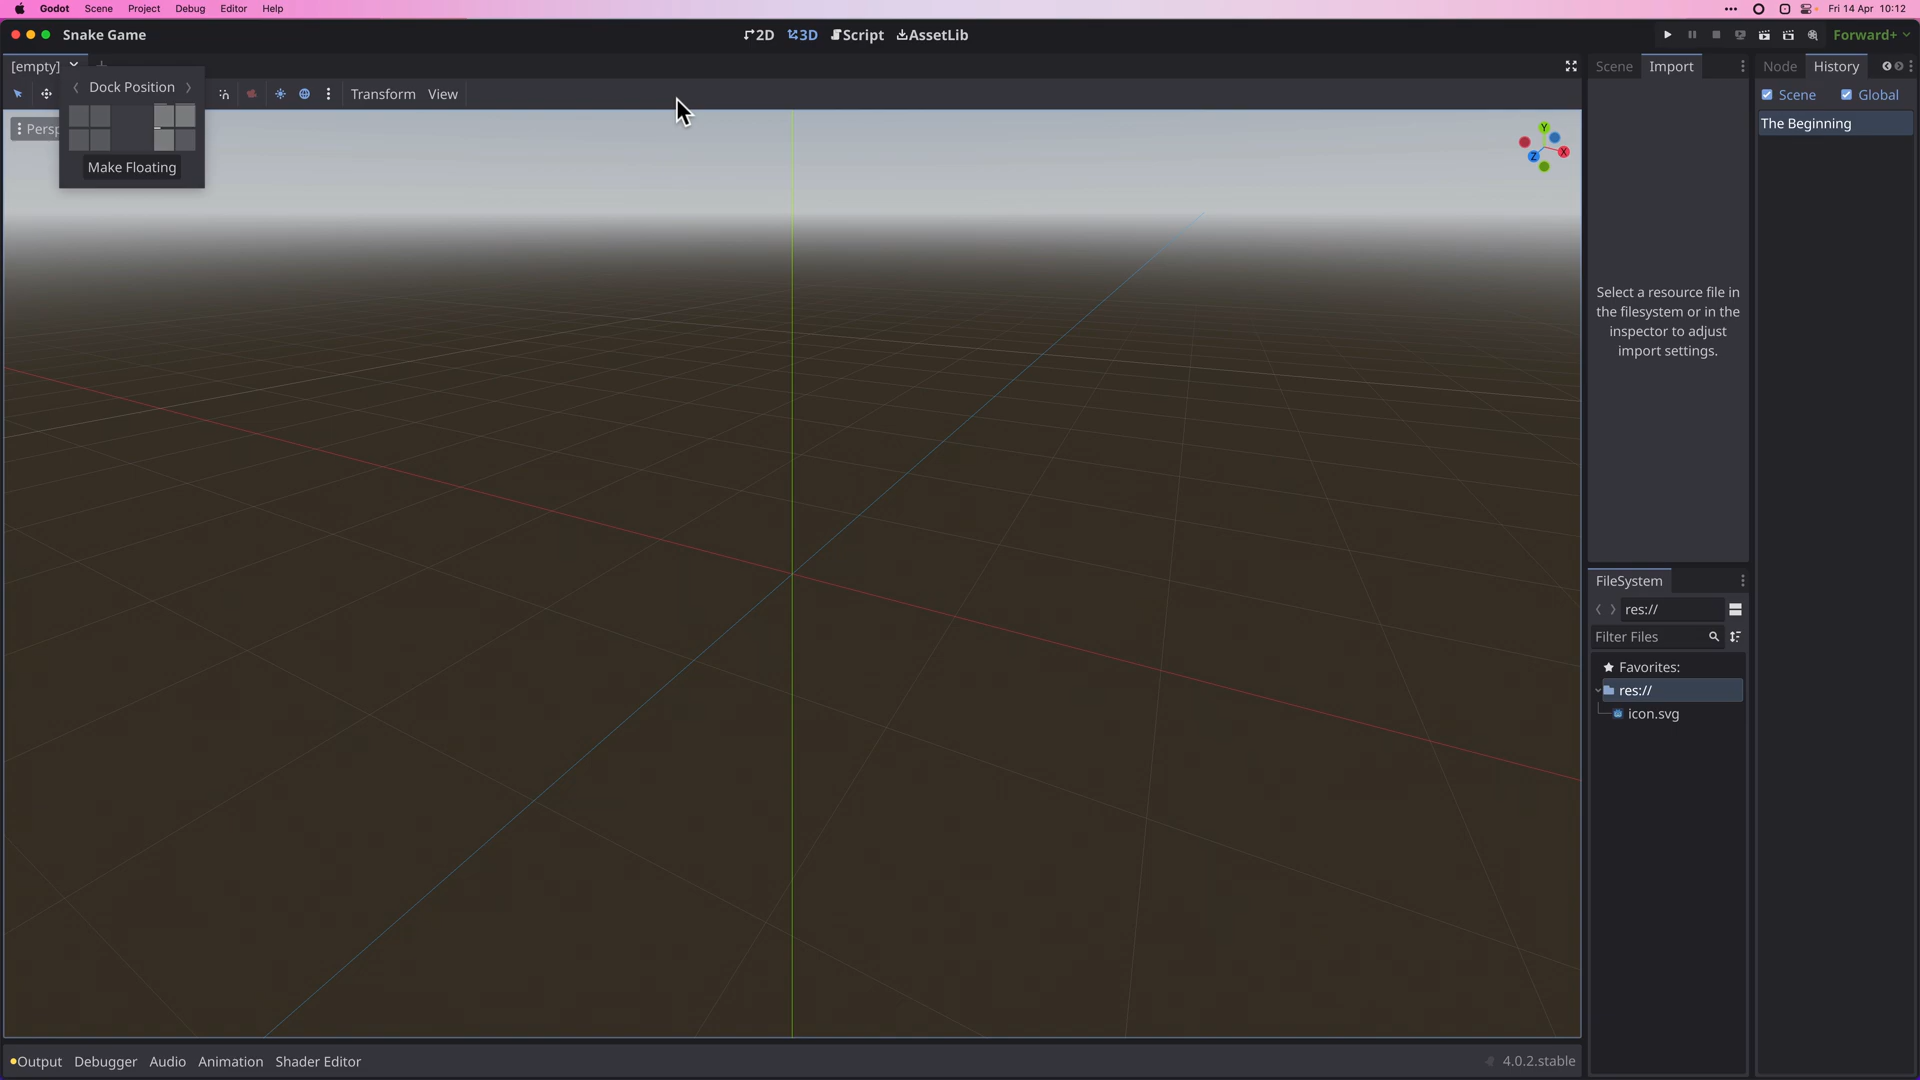 Godot Scene Project Debug Editor Help
Fri 14 Apr 10:12
Snake Game
2D 3D Script AssetLib
Forward+
[empty]
Scene Import
Node History
Dock Position
Transform View
Make Floating
Scene Global
The Beginning
Y
X
Z
Select a resource file in
the filesystem or in the
inspector to adjust
import settings.
FileSystem
res://
Filter Files
Favorites:
res://
icon.svg
Output Debugger Audio Animation Shader Editor
4.0.2.stable